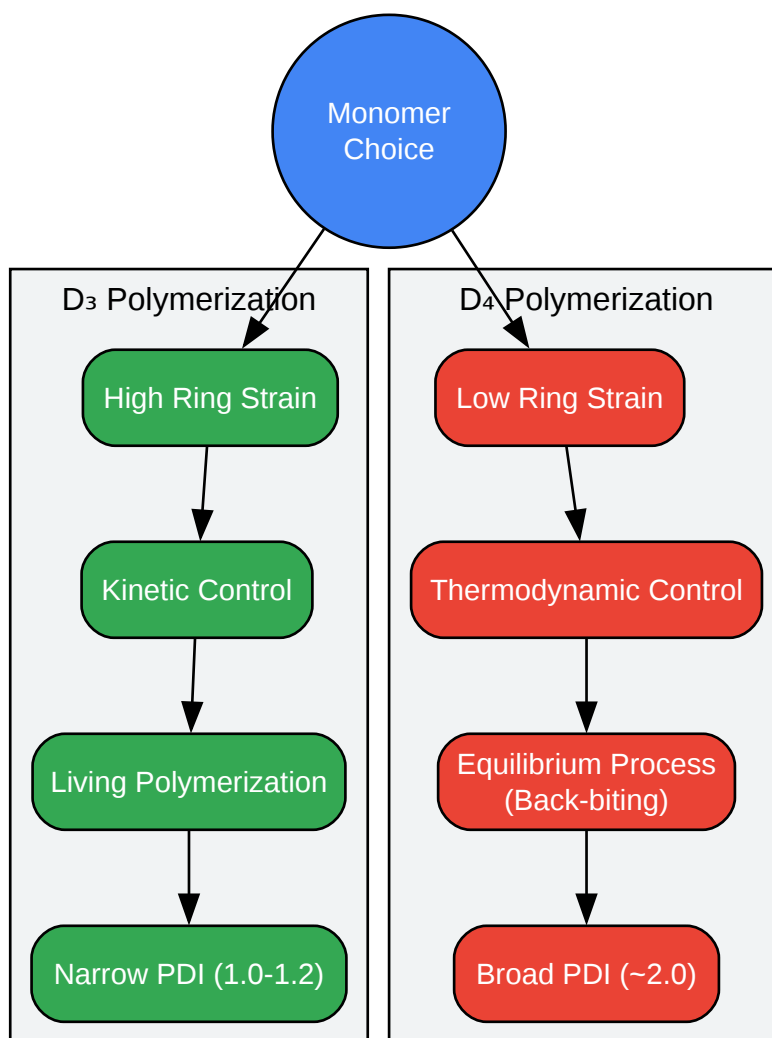 Monomer
Choice
D₃ Polymerization
High Ring Strain
Kinetic Control
Living Polymerization
Narrow PDI (1.0-1.2)
D₄ Polymerization
Low Ring Strain
Thermodynamic Control
Equilibrium Process
(Back-biting)
Broad PDI (~2.0)